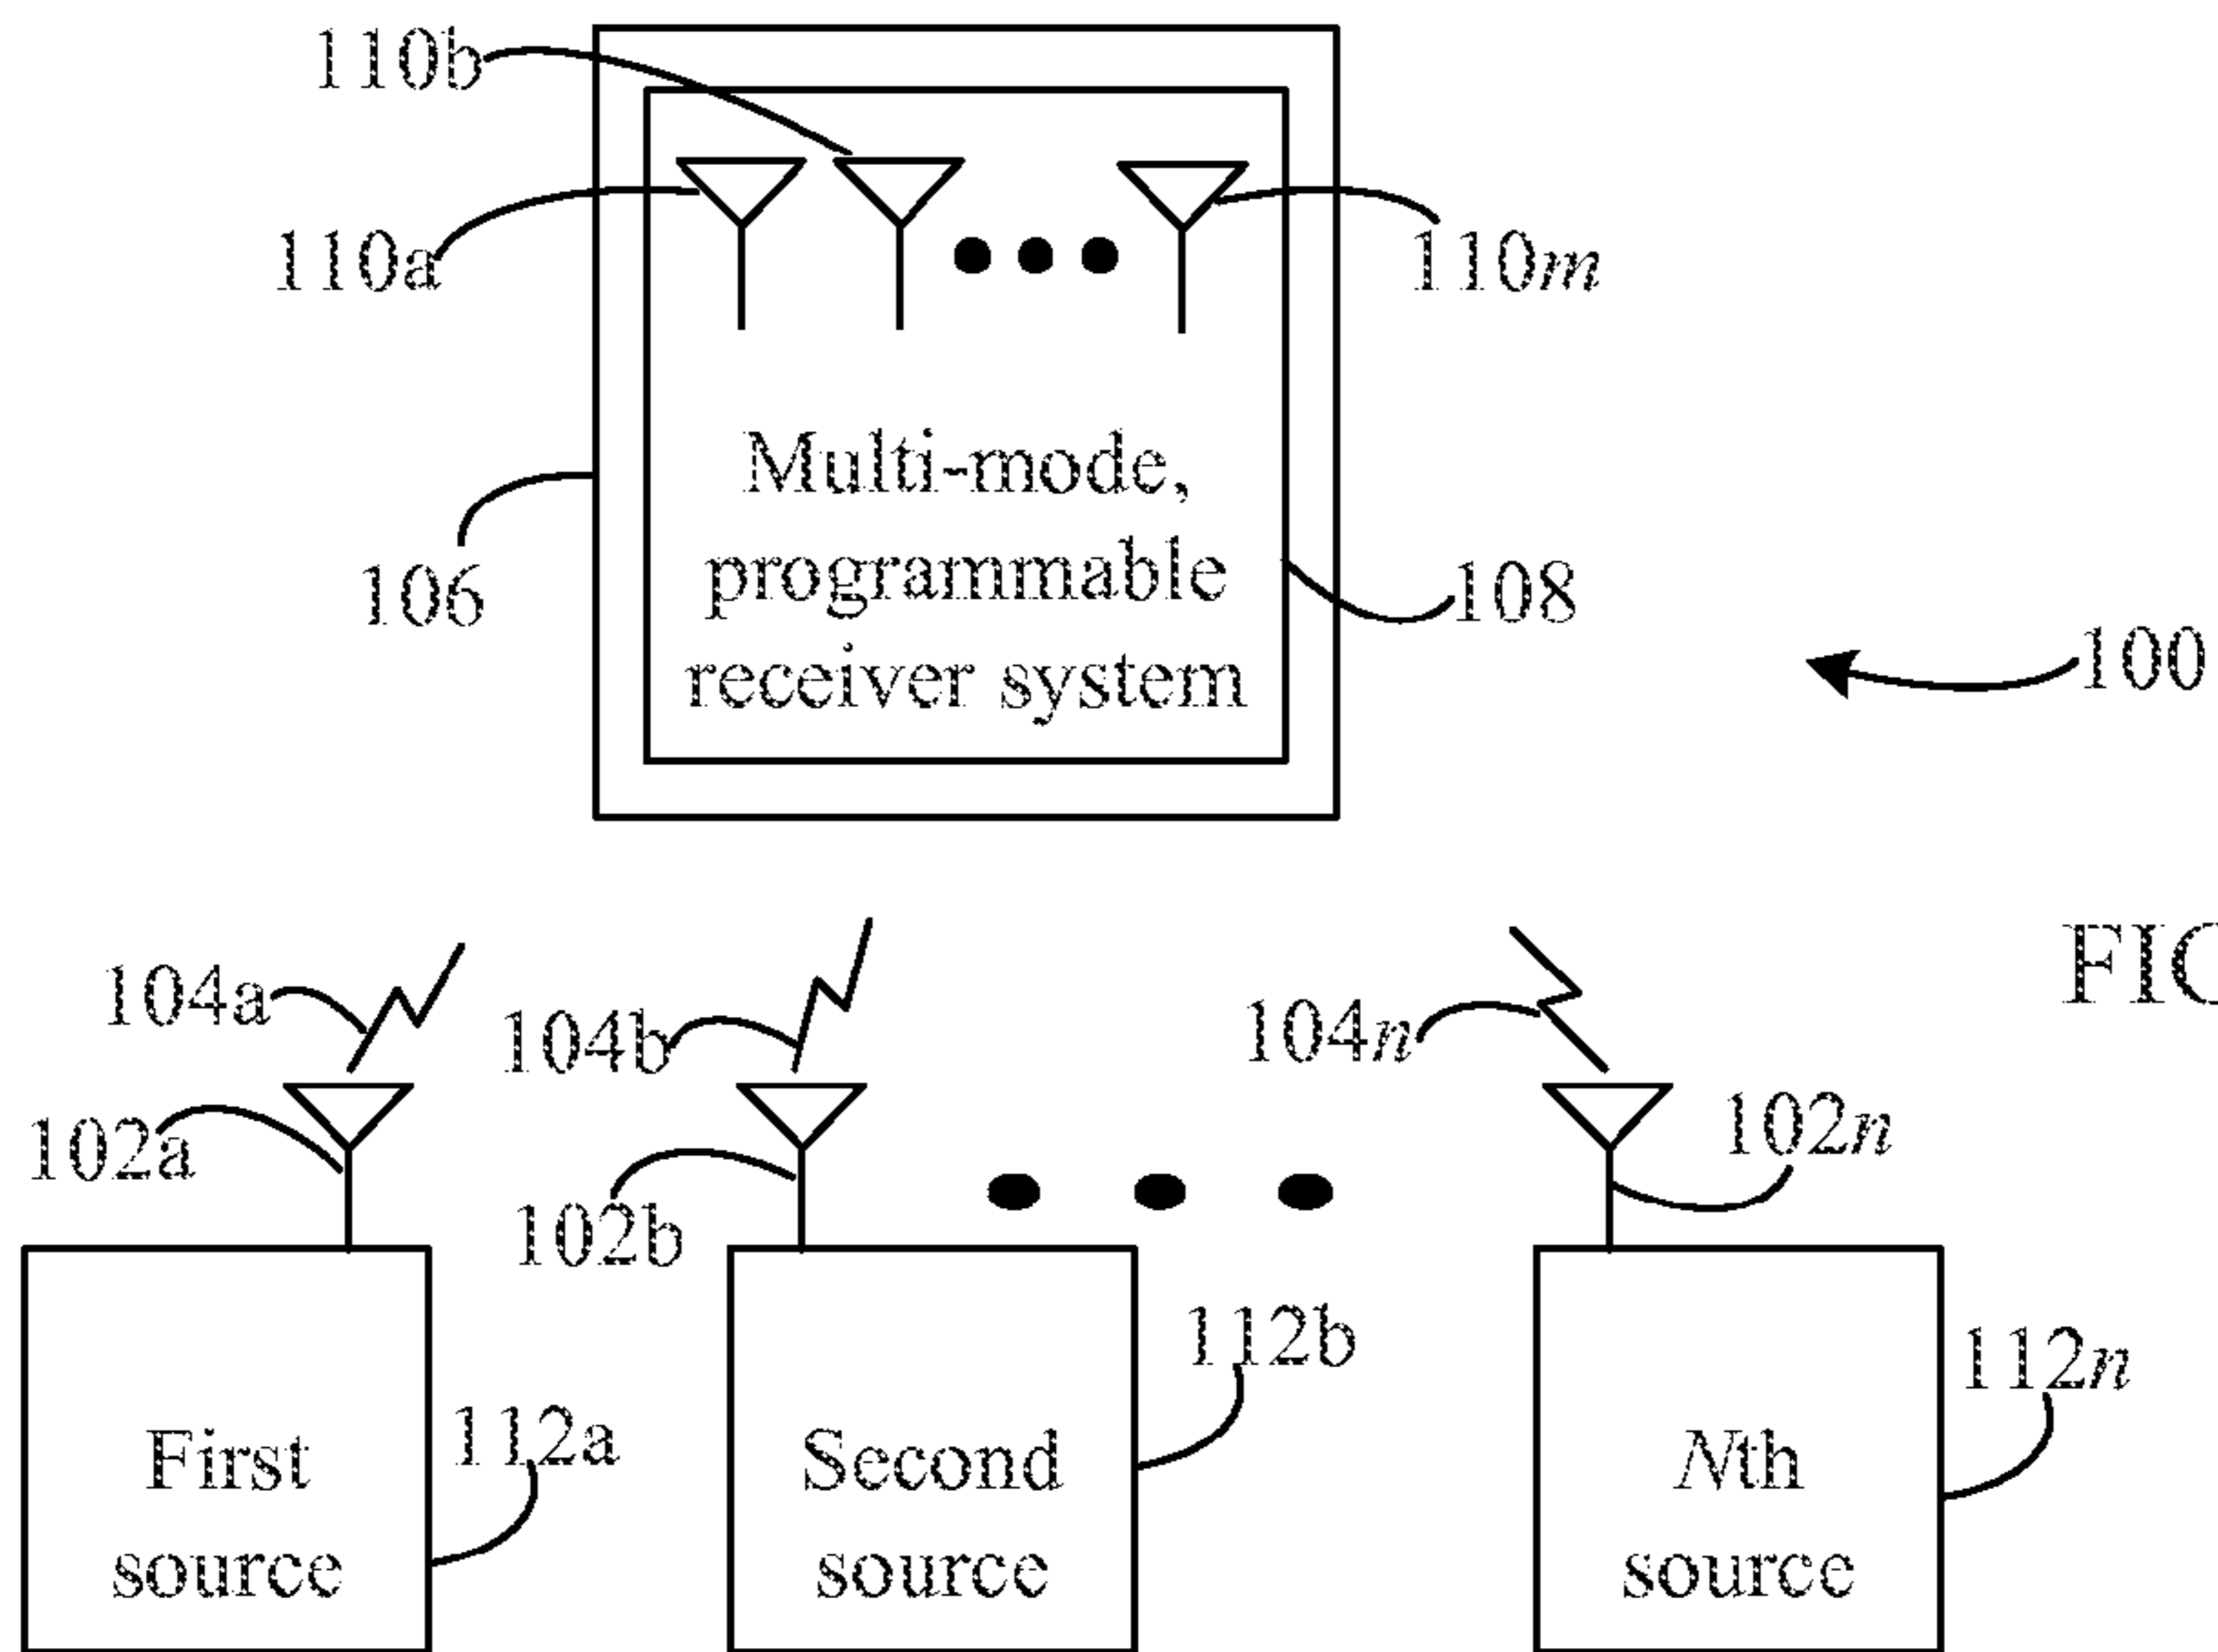 110b
110a
110m
Multi-mode,
programmable
receiver system
106
108
100
FIG
104a
104b
104n
102a
102b
102n
112a
112b
112n
First
source
Second
source
Nth
source